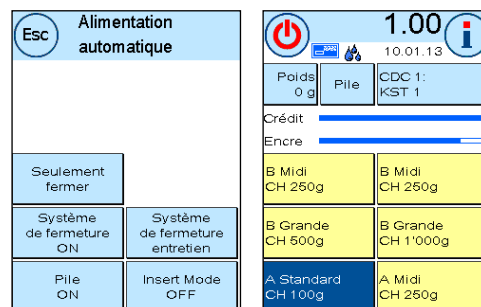 Esc
Alimentation
automatique
Seulement
fermer
Système
de fermeture
ON
Système
de fermeture
entretien
Pile
ON
Insert Mode
OFF
1.00
10.01.13
i
Poids
0 g
Pile
CDC 1:
KST 1
Crédit
Encre
B Midi
CH 250g
B Midi
CH 250g
B Grande
CH 500g
B Grande
CH 1'000g
A Standard
CH 100g
A Midi
CH 250g